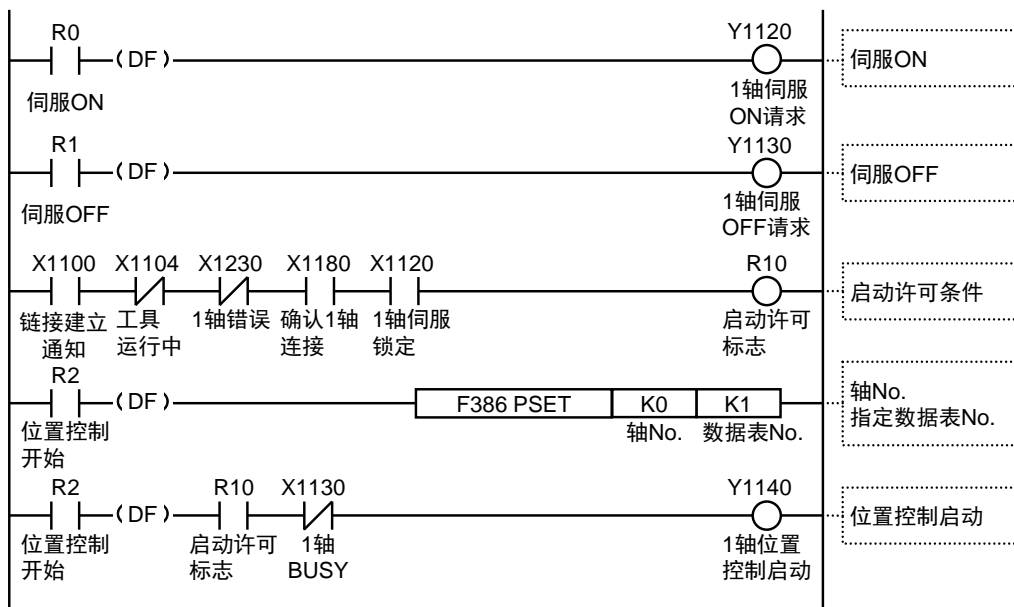 R0
( DF )
Y1120
伺服ON
伺服ON
1轴伺服
ON请求
R1
( DF )
Y1130
伺服OFF
伺服OFF
1轴伺服
OFF请求
X1100 X1104 X1230 X1180 X1120
R10
启动许可条件
链接建立
通知
工具
运行中
1轴错误
确认1轴
连接
1轴伺服
锁定
启动许可
标志
R2
( DF )
F386 PSET K0 K1
轴No.
指定数据表No.
位置控制
开始
轴No. 数据表No.
R2
( DF )
R10
X1130
Y1140
位置控制启动
位置控制
开始
启动许可
标志
1轴
BUSY
1轴位置
控制启动